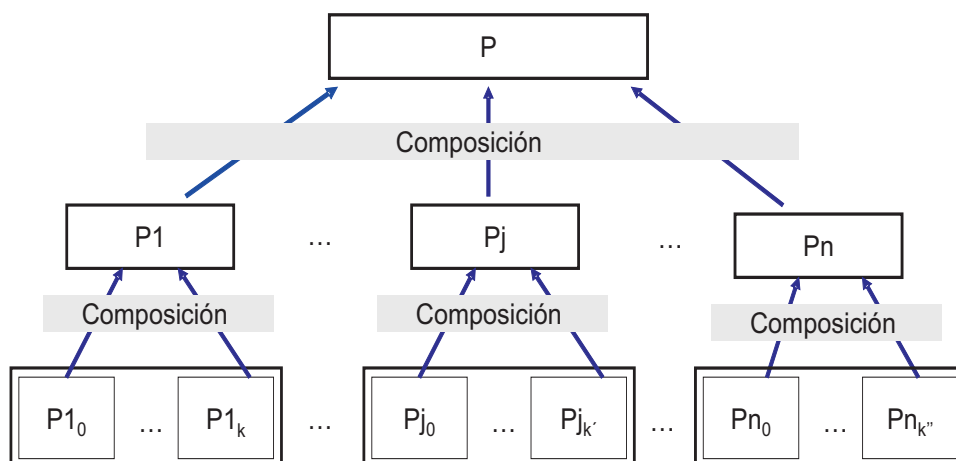 P
Composición
P1 … Pj … Pn
Composición Composición Composición
P1₀ … P1ₖ … Pj₀ … Pjₖ´ … Pn₀ … Pnₖ”